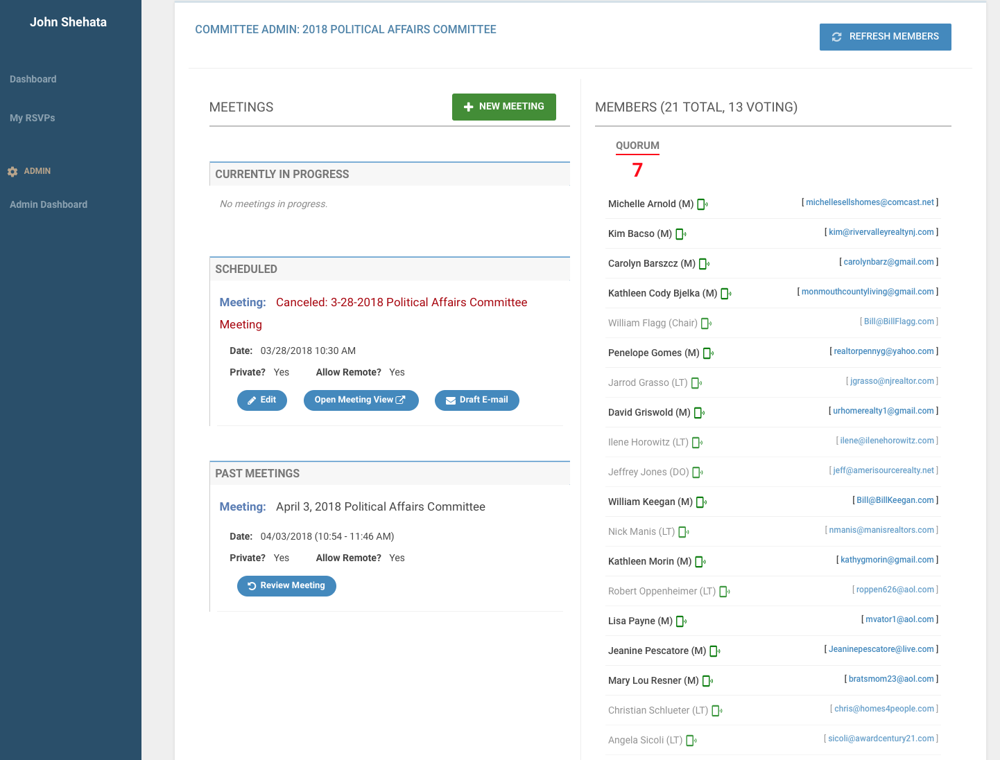 John Shehata
Dashboard
My RSVPs
ADMIN
Admin Dashboard
COMMITTEE ADMIN: 2018 POLITICAL AFFAIRS COMMITTEE
REFRESH MEMBERS
MEETINGS
NEW MEETING
CURRENTLY IN PROGRESS
No meetings in progress.
SCHEDULED
Meeting: Canceled: 3-28-2018 Political Affairs Committee
Meeting
Date: 03/28/2018 10:30 AM
Private? Yes Allow Remote? Yes
Edit Open Meeting View Draft E-mail
PAST MEETINGS
Meeting: April 3, 2018 Political Affairs Committee
Date: 04/03/2018 (10:54 - 11:46 AM)
Private? Yes Allow Remote? Yes
Review Meeting
MEMBERS (21 TOTAL, 13 VOTING)
QUORUM
7
Michelle Arnold (M) [ michellesellshomes@comcast.net ]
Kim Bacso (M) [ kim@rivervalleyrealtynj.com ]
Carolyn Barszcz (M) [ carolynbarz@gmail.com ]
Kathleen Cody Bjelka (M) [ monmouthcountyliving@gmail.com ]
William Flagg (Chair) [ Bill@BillFlagg.com ]
Penelope Gomes (M) [ realtorpennyg@yahoo.com ]
Jarrod Grasso (LT) [ jgrasso@njrealtor.com ]
David Griswold (M) [ urhomerealty1@gmail.com ]
Ilene Horowitz (LT) [ ilene@ilenehorowitz.com ]
Jeffrey Jones (DO) [ jeff@amerisourcerealty.net ]
William Keegan (M) [ Bill@BillKeegan.com ]
Nick Manis (LT) [ nmanis@manisrealtors.com ]
Kathleen Morin (M) [ kathygmorin@gmail.com ]
Robert Oppenheimer (LT) [ roppen626@aol.com ]
Lisa Payne (M) [ mvator1@aol.com ]
Jeanine Pescatore (M) [ Jeaninepescatore@live.com ]
Mary Lou Resner (M) [ bratsmom23@aol.com ]
Christian Schlueter (LT) [ chris@homes4people.com ]
Angela Sicoli (LT) [ sicoli@awardcentury21.com ]